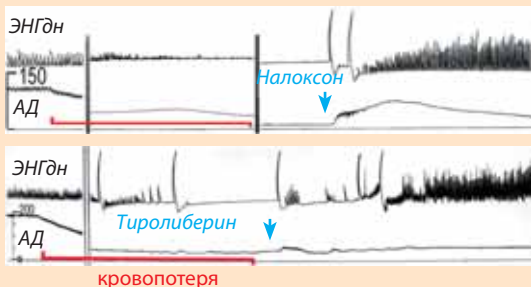 ЭНГдн
150
АД
Налоксон
ЭНГдн
200
АД
0
Тиролиберин
кровопотеря